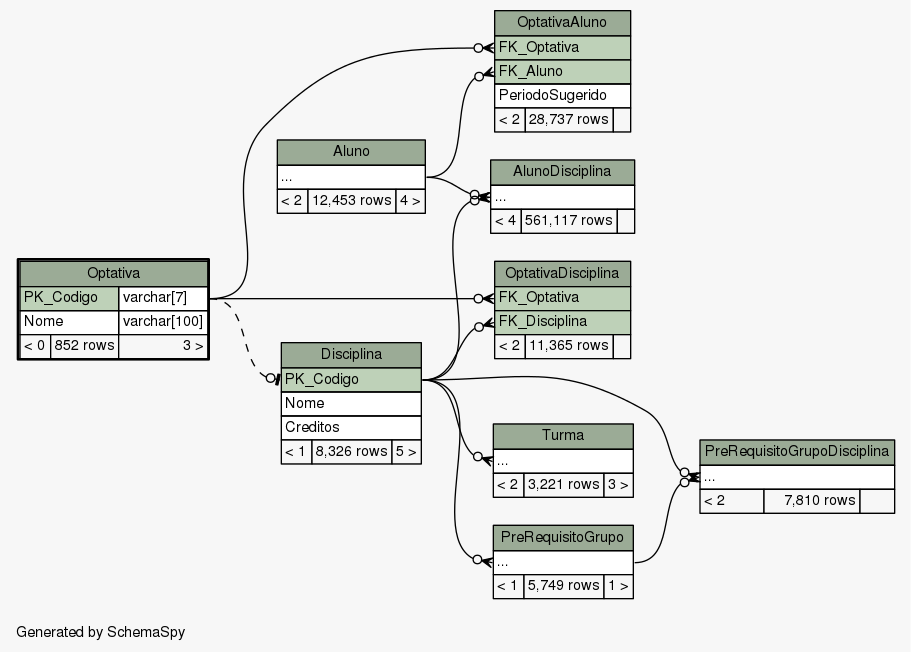 OptativaAluno
FK_Optativa
FK_Aluno
PeriodoSugerido
< 2 28,737 rows
Aluno
...
< 2 12,453 rows 4 >
AlunoDisciplina
...
< 4 561,117 rows
Optativa
PK_Codigo varchar[7]
Nome varchar[100]
< 0 852 rows 3 >
OptativaDisciplina
FK_Optativa
FK_Disciplina
< 2 11,365 rows
Disciplina
PK_Codigo
Nome
Creditos
< 1 8,326 rows 5 >
Turma
...
< 2 3,221 rows 3 >
PreRequisitoGrupoDisciplina
...
< 2 7,810 rows
PreRequisitoGrupo
...
< 1 5,749 rows 1 >
Generated by SchemaSpy